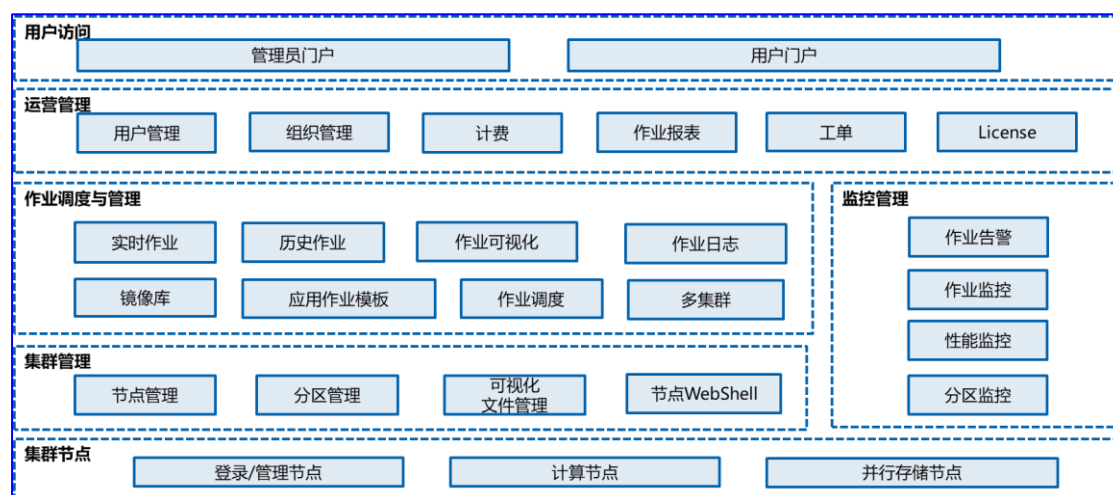 用户访问
管理员门户
用户门户
运营管理
用户管理
组织管理
计费
作业报表
工单
License
作业调度与管理
实时作业
历史作业
作业可视化
作业日志
镜像库
应用作业模板
作业调度
多集群
监控管理
作业告警
作业监控
性能监控
分区监控
集群管理
节点管理
分区管理
可视化
文件管理
节点WebShell
集群节点
登录/管理节点
计算节点
并行存储节点